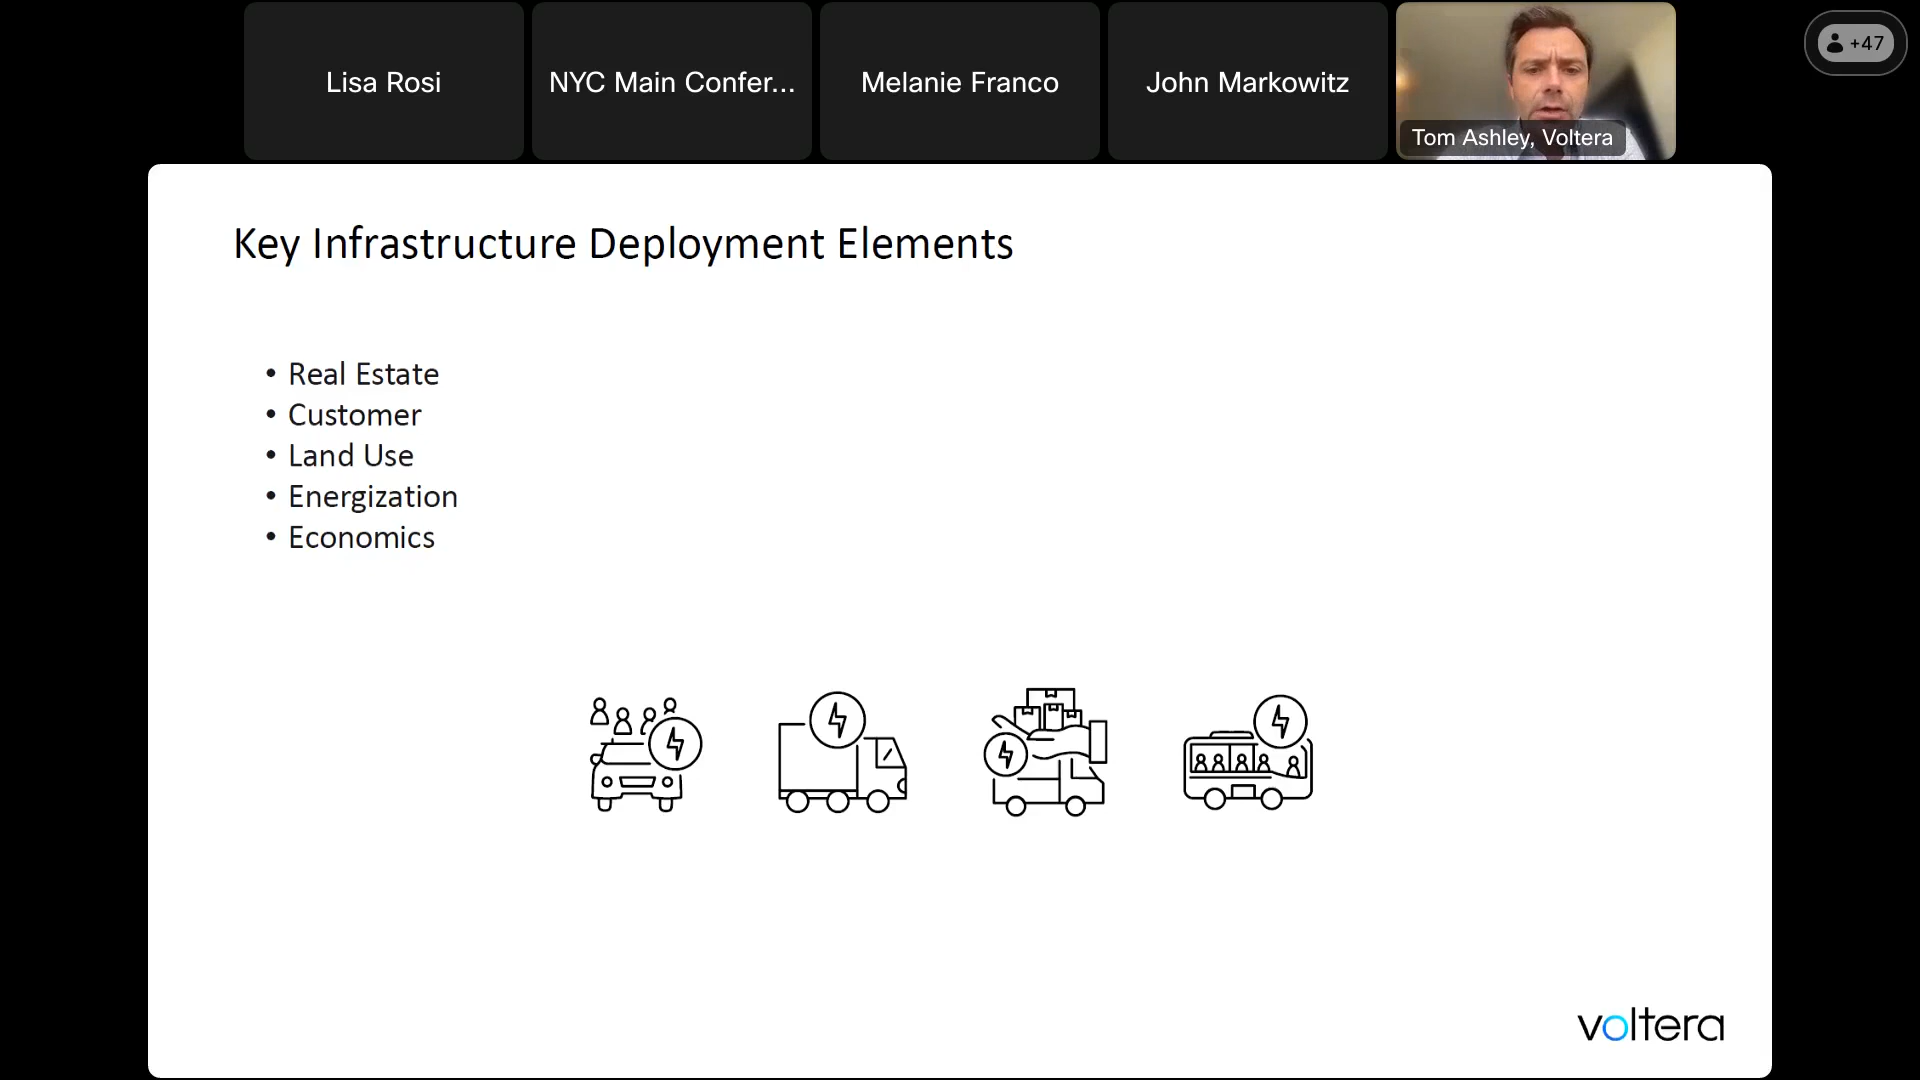 Lisa Rosi
NYC Main Confer...
Melanie Franco
John Markowitz
Tom Ashley, Voltera
+47
Key Infrastructure Deployment Elements
• Real Estate
• Customer
• Land Use
• Energization
• Economics
voltera